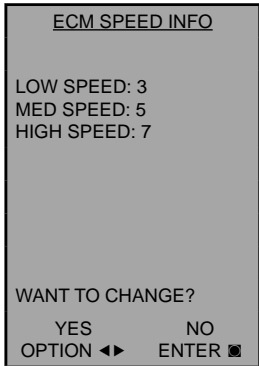 ECM SPEED INFO
LOW SPEED: 3
MED SPEED: 5
HIGH SPEED: 7
WANT TO CHANGE?
YES NO
OPTION ◄► ENTER ◙